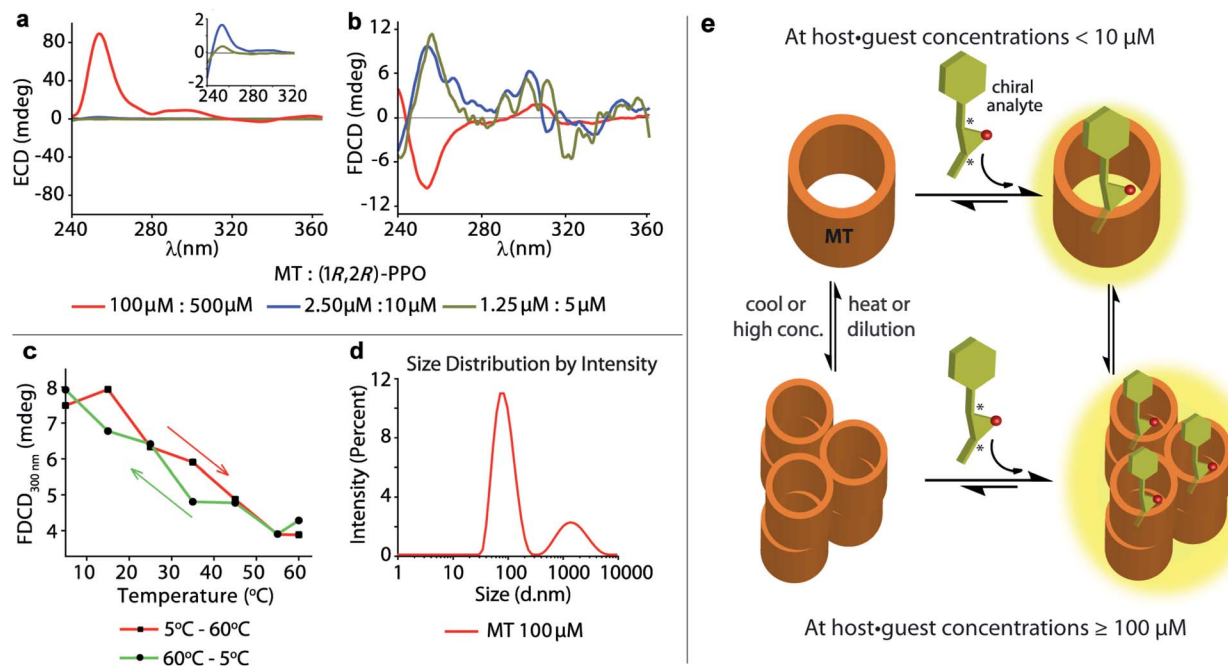 a
ECD (mdeg)
80
40
0
-40
-80
240 280 320 360
λ(nm)
2
0
-2
240 280 320
b
FDCD (mdeg)
12
6
0
-6
-12
240 280 320 360
λ(nm)
MT : (1R,2R)-PPO
100μM : 500μM 2.50μM : 10μM 1.25μM : 5μM
c
FDCD300 nm (mdeg)
8
7
6
5
4
10 20 30 40 50 60
Temperature (°C)
5°C - 60°C
60°C - 5°C
d
Size Distribution by Intensity
Intensity (Percent)
12
8
4
0
1 10 100 1000 10000
Size (d.nm)
MT 100μM
e
At host•guest concentrations < 10 μM
chiral
analyte
*
*
MT
cool or
high conc.
heat or
dilution
*
*
At host•guest concentrations ≥ 100 μM